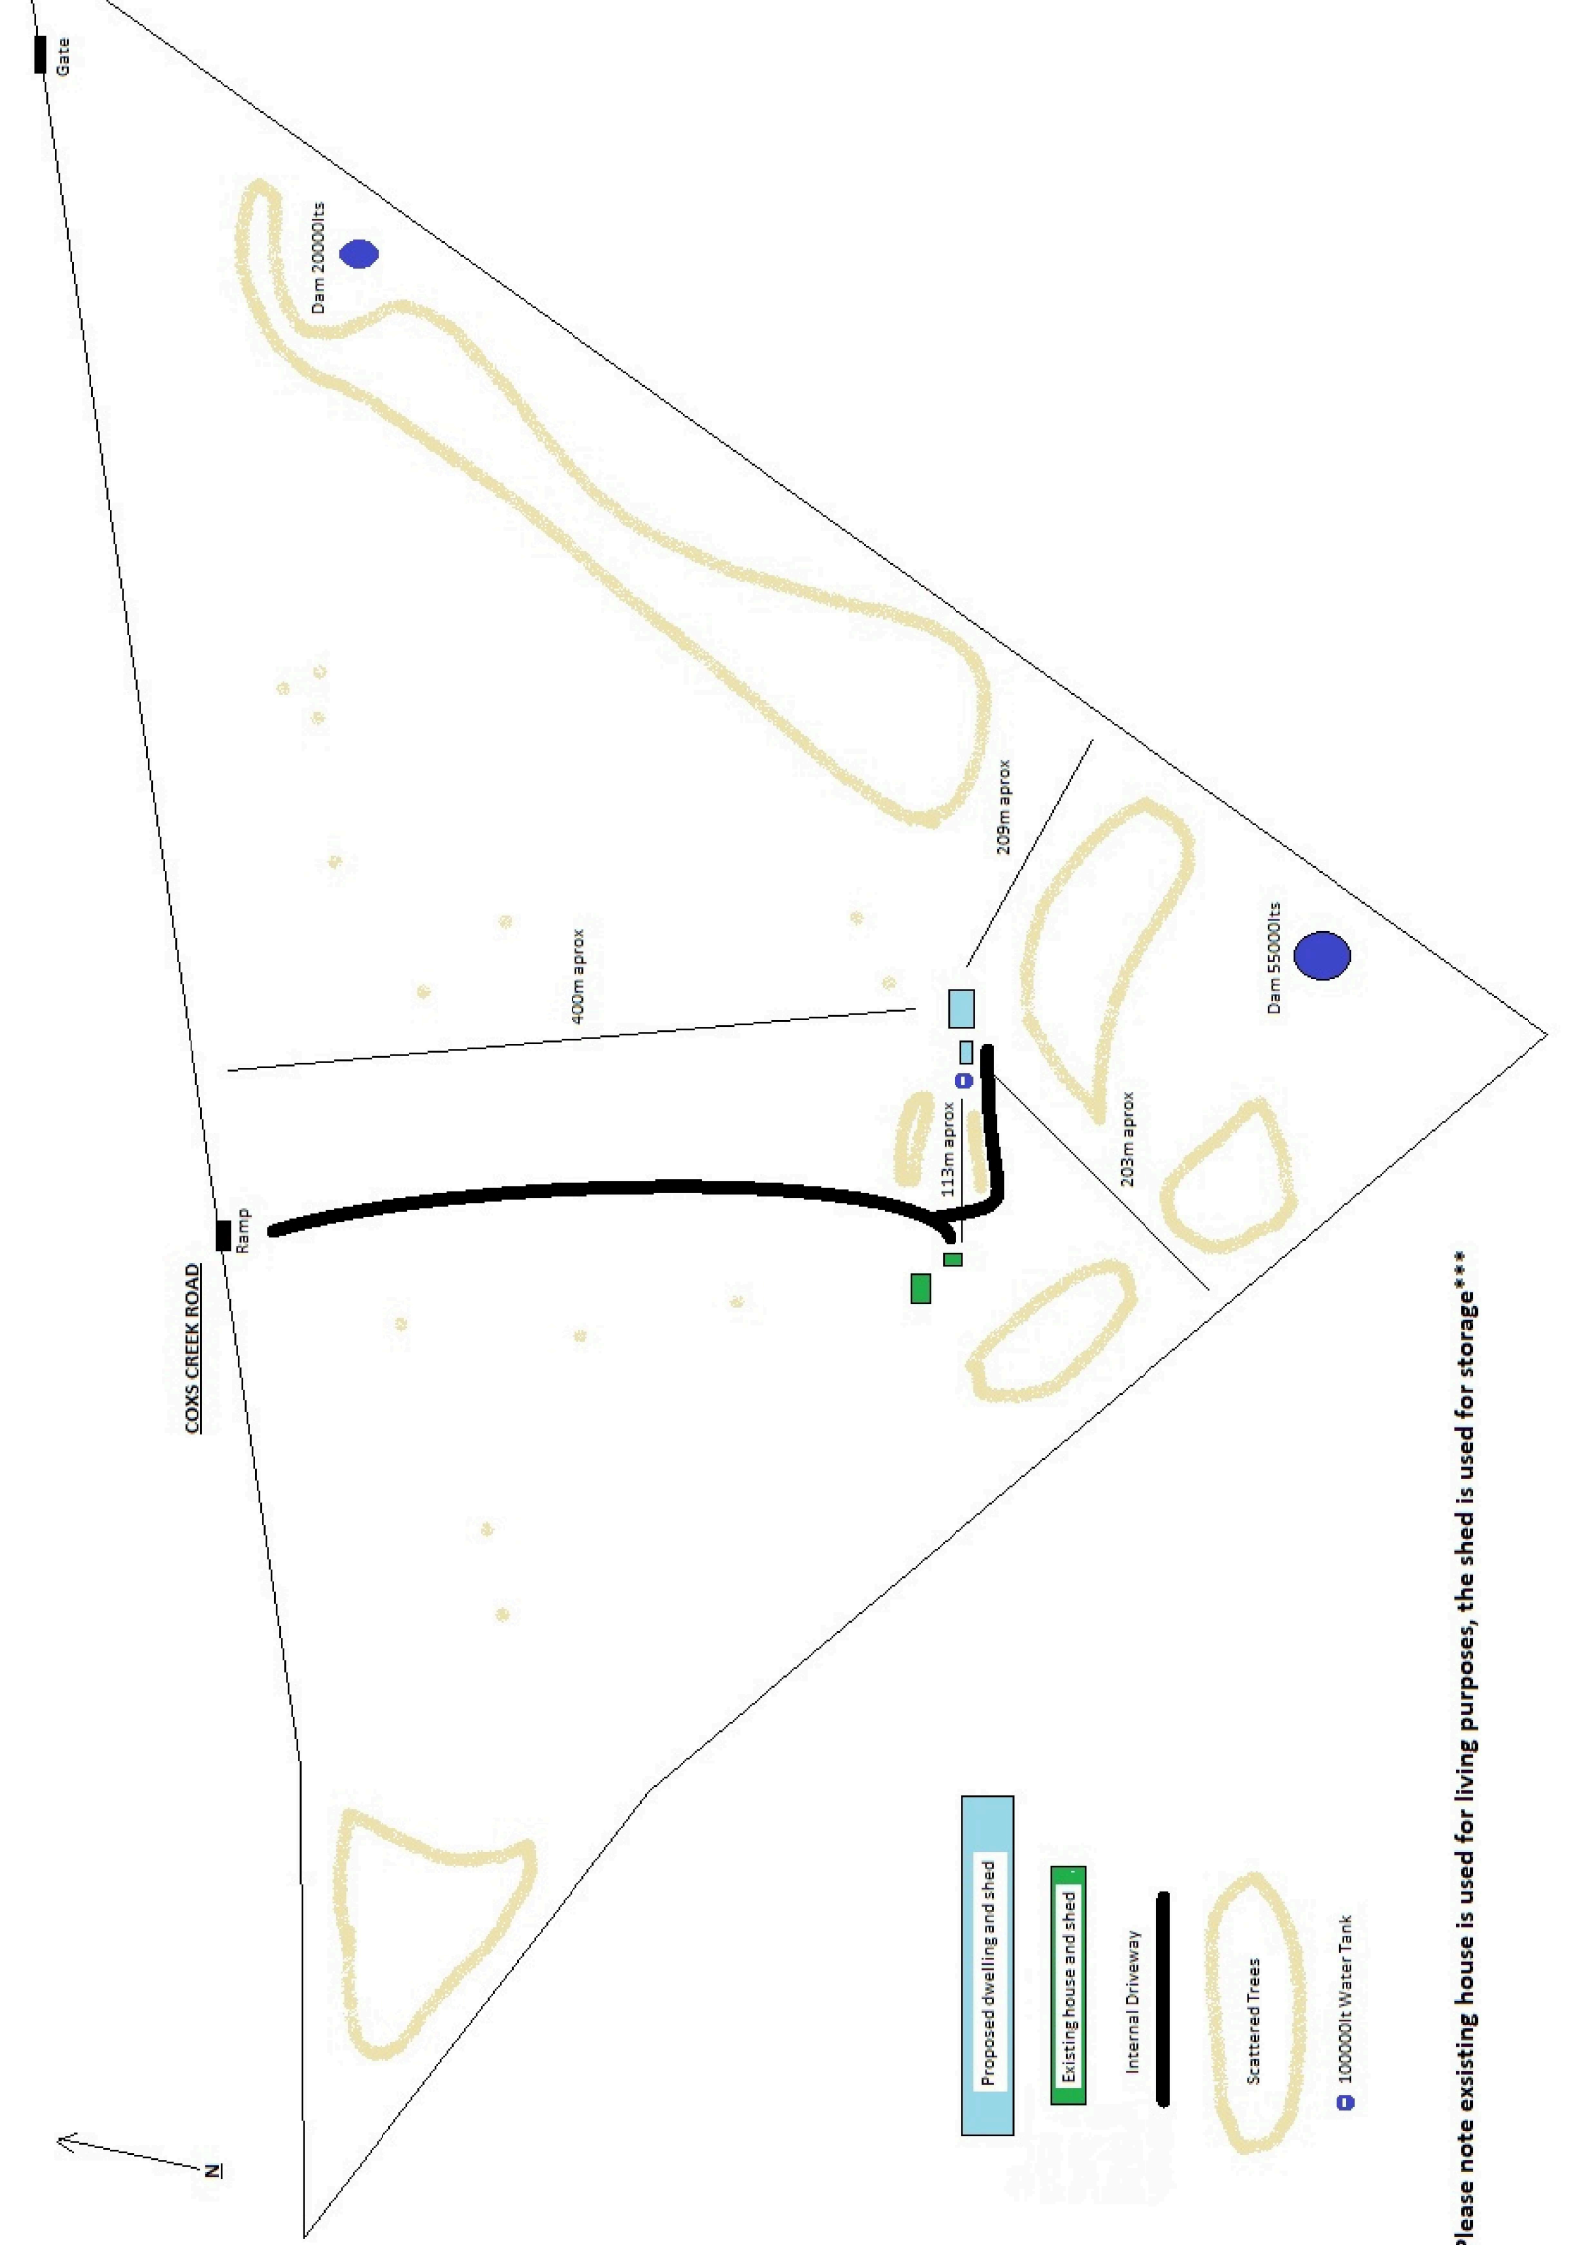 Gate
Dam 20000lts
COXS CREEK ROAD
Ramp
400m aprox
209m aprox
113m aprox
203m aprox
Dam 55000lts
N
Proposed dwelling and shed
Existing house and shed
Internal Driveway
Scattered Trees
100000lt Water Tank
Please note exsisting house is used for living purposes, the shed is used for storage***